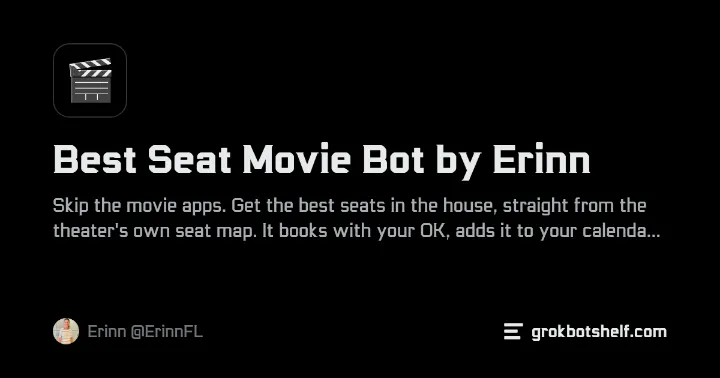 Best Seat Movie Bot by Erinn
Skip the movie apps. Get the best seats in the house, straight from the
theater's own seat map. It books with your OK, adds it to your calenda...
Erinn @ErinnFL
grokbotshelf.com